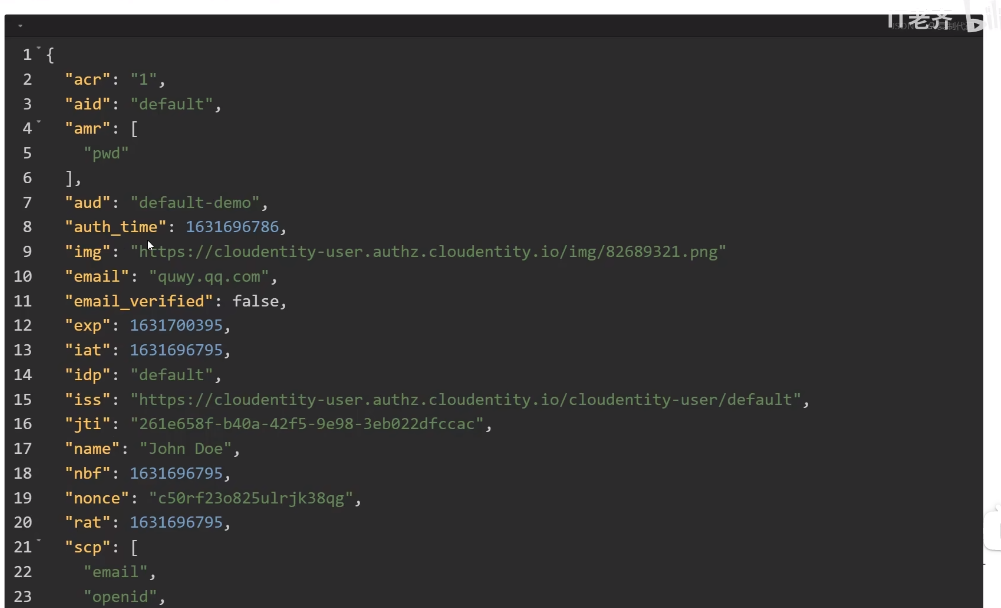 IT老齐
1 {
2 "acr": "1",
3 "aid": "default",
4 "amr": [
5 "pwd"
6 ],
7 "aud": "default-demo",
8 "auth_time": 1631696786,
9 "img": "https://cloudentity-user.authz.cloudentity.io/img/82689321.png"
10 "email": "quwy.qq.com",
11 "email_verified": false,
12 "exp": 1631700395,
13 "iat": 1631696795,
14 "idp": "default",
15 "iss": "https://cloudentity-user.authz.cloudentity.io/cloudentity-user/default",
16 "jti": "261e658f-b40a-42f5-9e98-3eb022dfccac",
17 "name": "John Doe",
18 "nbf": 1631696795,
19 "nonce": "c50rf23o825ulrjk38qg",
20 "rat": 1631696795,
21 "scp": [
22 "email",
23 "openid",